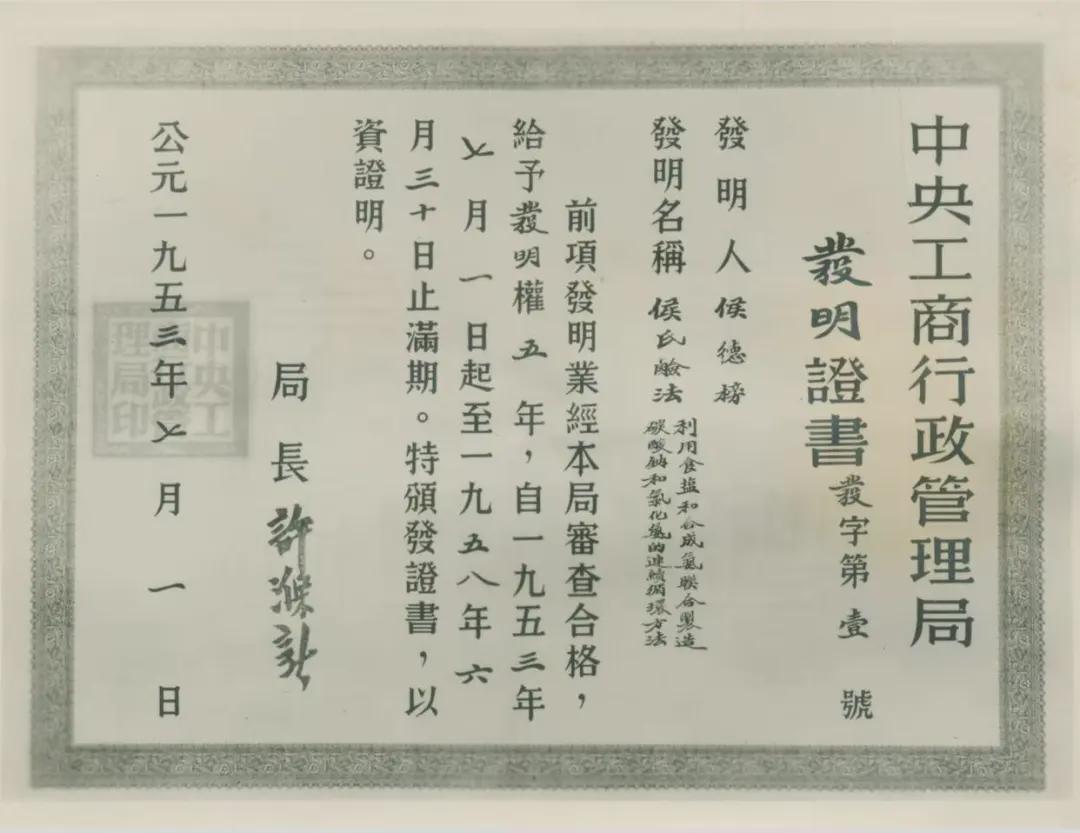 中央工商行政管理局
發明證書 發字第壹號
發明人 侯德榜
發明名稱 侯氏鹼法
利用食盐和合成氨聯合製造
碳酸鈉和氯化氨的連續循環方法
前項發明業經本局審查合格，
給予發明權五年，自一九五三年
七月一日起至一九五八年六
月三十日止滿期。特頒發證書，以
資證明。
局長 許滌新
公元一九五三年七月一日
中央工
商行政管
理局印